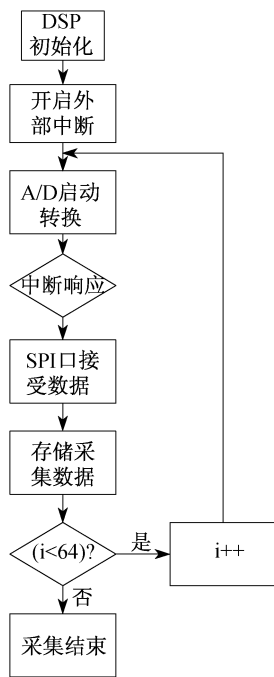 DSP
初始化
开启外
部中断
A/D启动
转换
中断响应
SPI口接
受数据
存储采
集数据
(i<64)?
是
i++
否
采集结束